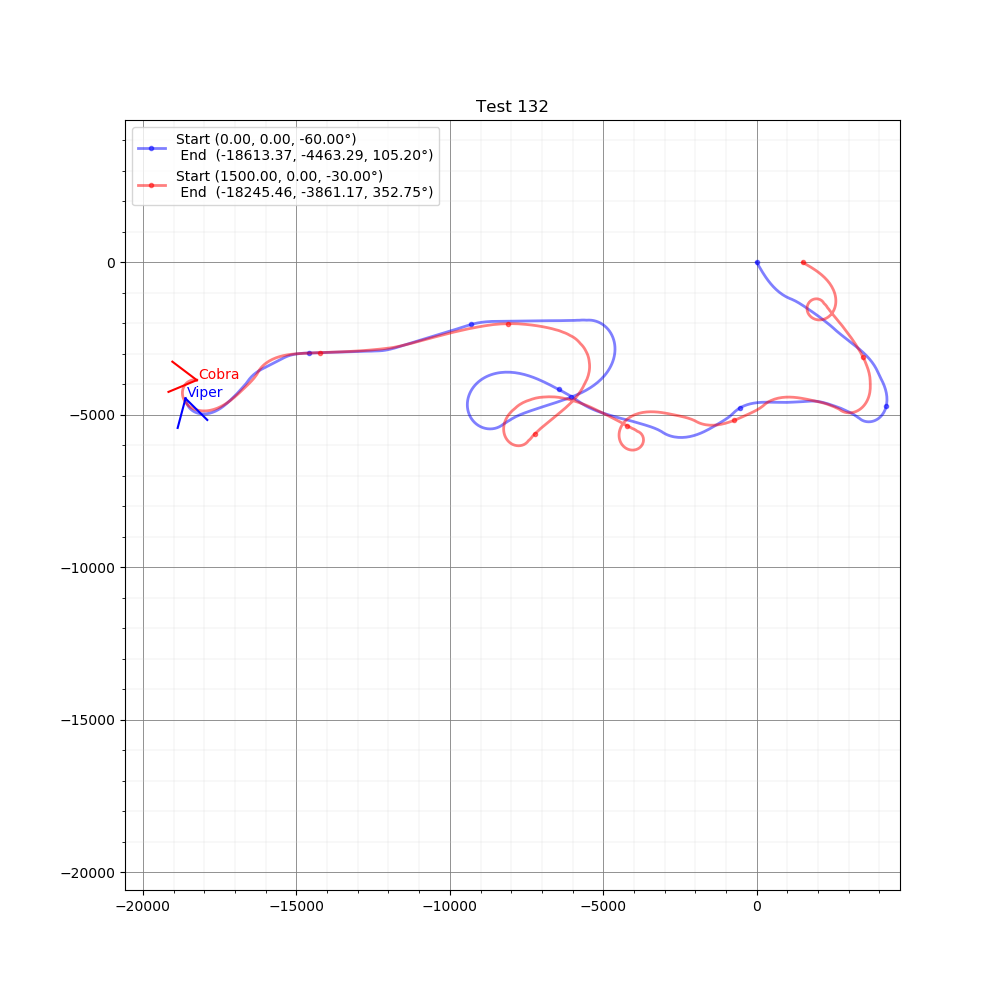 Test 132
Start (0.00, 0.00, -60.00°)
End  (-18613.37, -4463.29, 105.20°)
Start (1500.00, 0.00, -30.00°)
End  (-18245.46, -3861.17, 352.75°)
0
Cobra
Viper
−5000
−10000
−15000
−20000
−20000 −15000 −10000 −5000 0